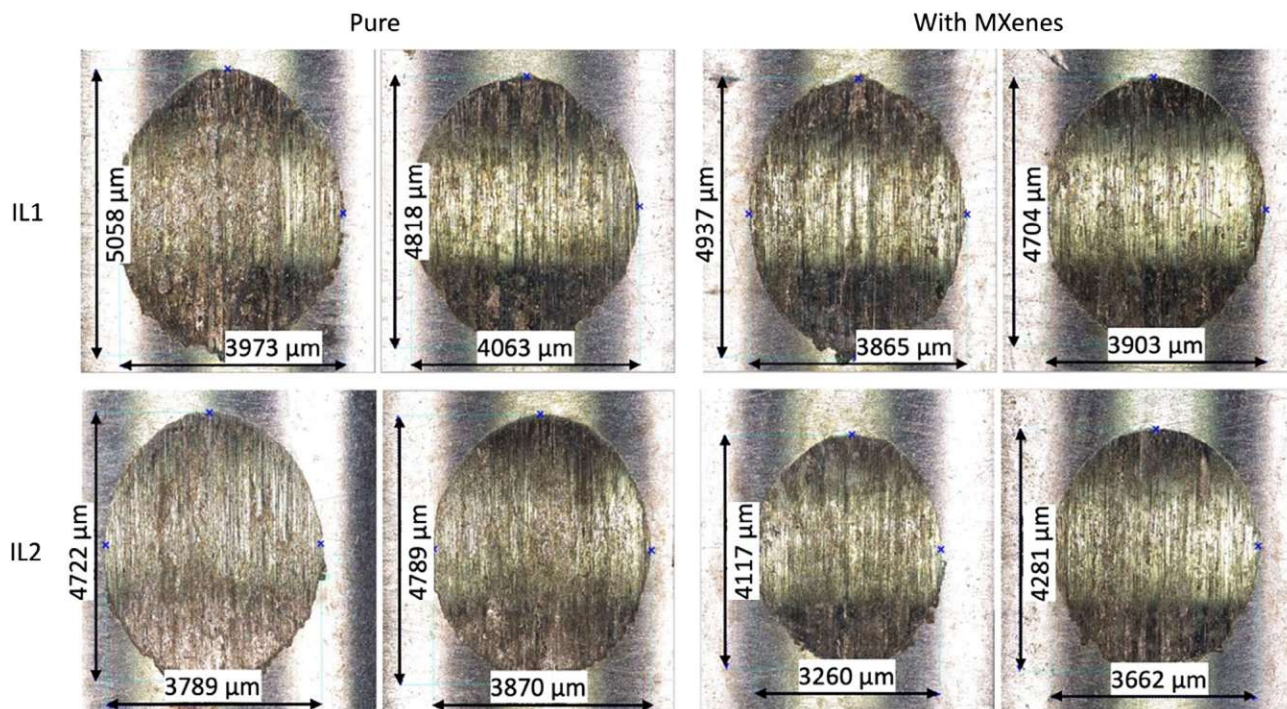 Pure
With MXenes
IL1
5058 µm
3973 µm
4818 µm
4063 µm
4937 µm
3865 µm
4704 µm
3903 µm
IL2
4722 µm
3789 µm
4789 µm
3870 µm
4117 µm
3260 µm
4281 µm
3662 µm